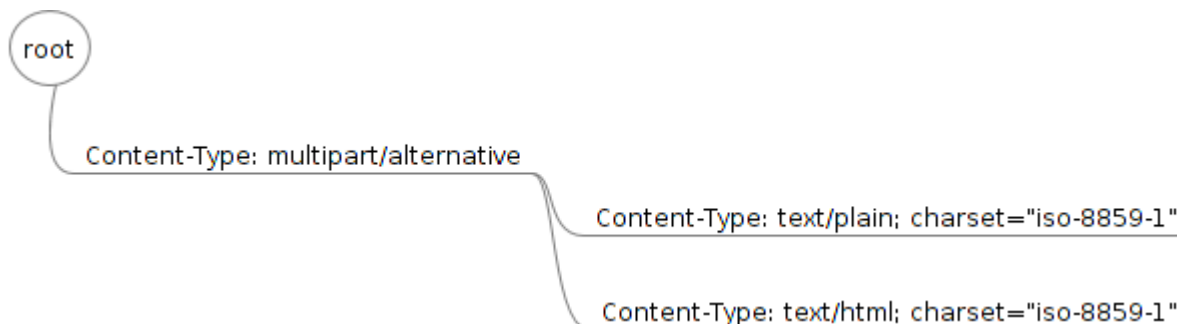 root
Content-Type: multipart/alternative
Content-Type: text/plain; charset="iso-8859-1"
Content-Type: text/html; charset="iso-8859-1"